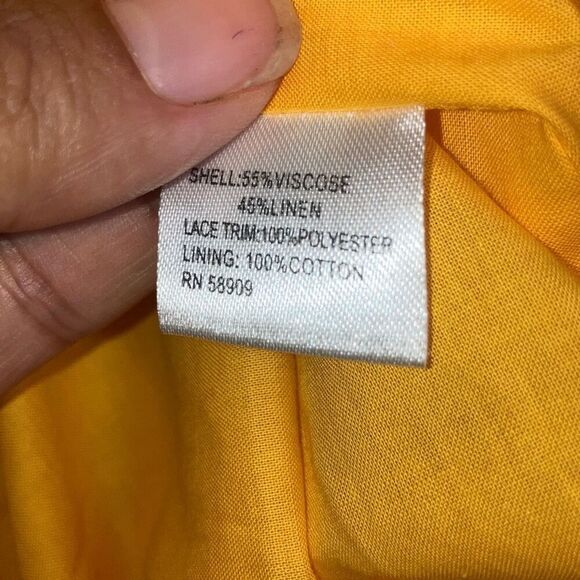 SHELL:55%VISCOSE
45%LINEN
LACE TRIM:100%POLYESTER
LINING: 100%COTTON
RN 58909